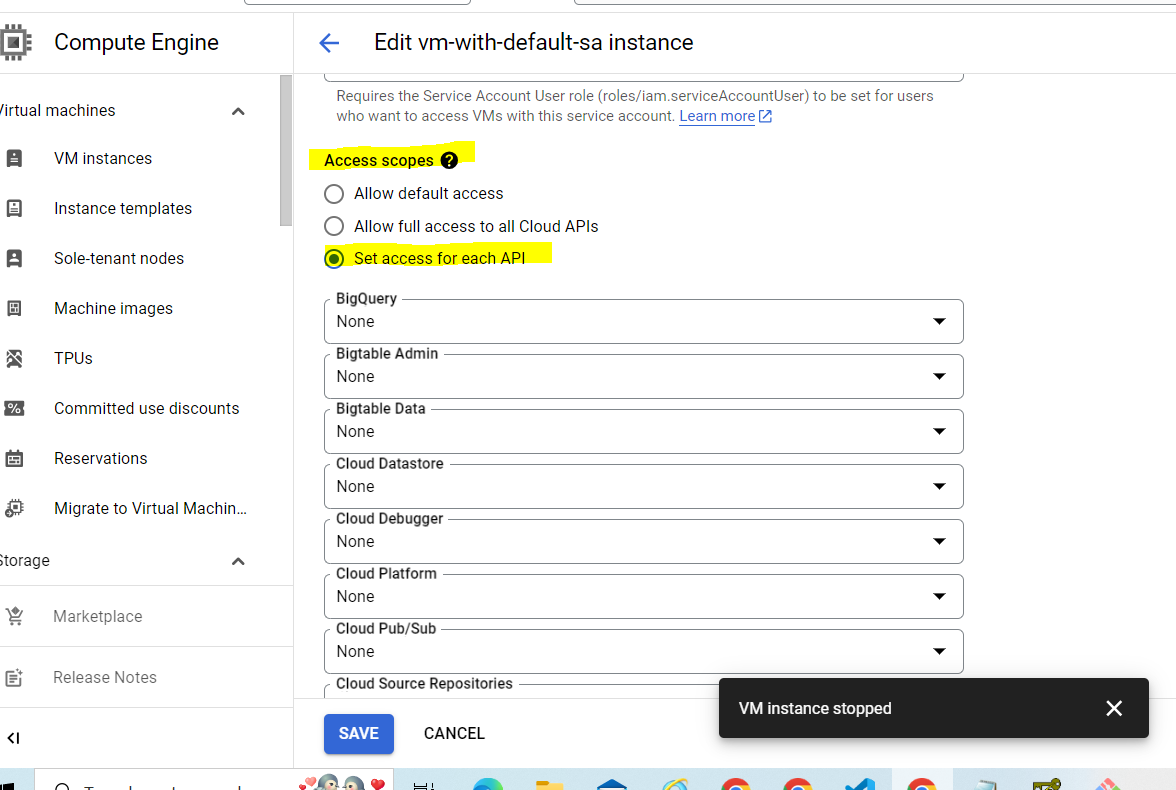 Compute Engine
Edit vm-with-default-sa instance
Virtual machines
VM instances
Instance templates
Sole-tenant nodes
Machine images
TPUs
Committed use discounts
Reservations
Migrate to Virtual Machin...
Storage
Marketplace
Release Notes
Requires the Service Account User role (roles/iam.serviceAccountUser) to be set for users
who want to access VMs with this service account. Learn more
Access scopes
Allow default access
Allow full access to all Cloud APIs
Set access for each API
BigQuery
None
Bigtable Admin
None
Bigtable Data
None
Cloud Datastore
None
Cloud Debugger
None
Cloud Platform
None
Cloud Pub/Sub
None
Cloud Source Repositories
VM instance stopped
SAVE
CANCEL